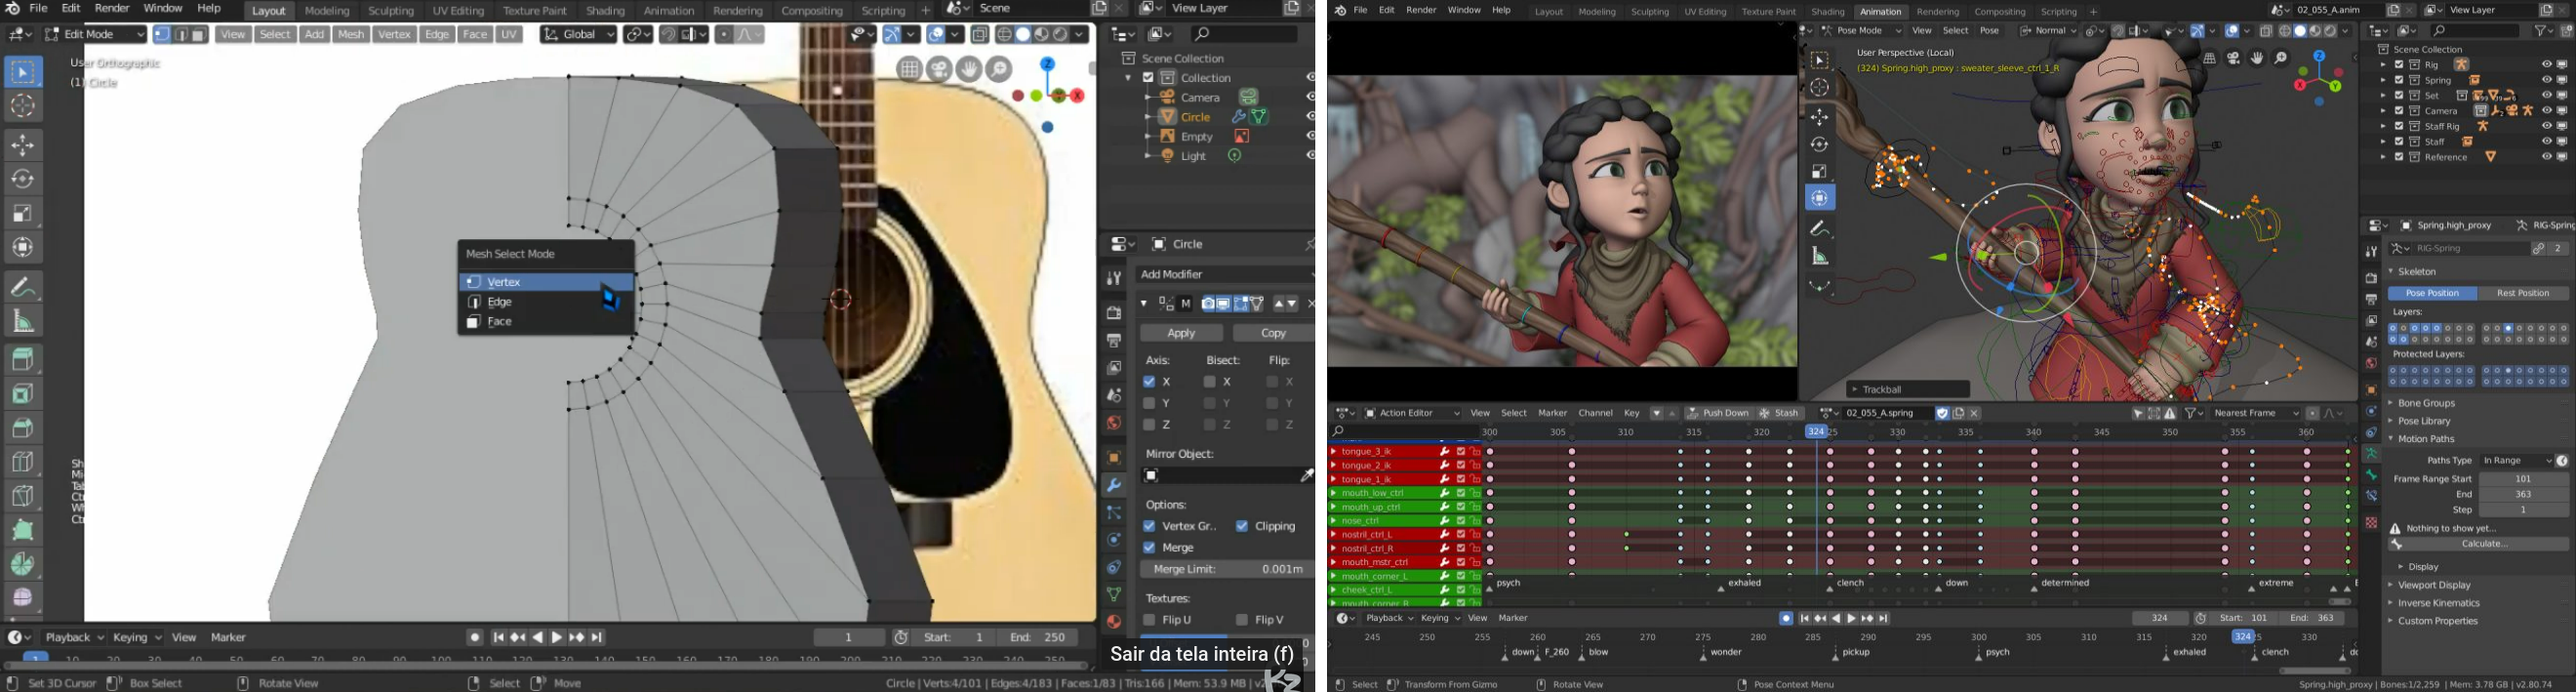 File Edit Render Window Help Layout Modeling Sculpting UV Editing Texture Paint Shading Animation Rendering Compositing Scripting + Scene View Layer
Edit Mode View Select Add Mesh Vertex Edge Face UV Global
User Orthographic
(1) Circle
Mesh Select Mode
Vertex
Edge
Face
Scene Collection
Collection
Camera
Circle
Empty
Light
Circle
Add Modifier
M
Apply Copy
Axis: Bisect: Flip:
X X X
Y Y Y
Z Z Z
Mirror Object:
Options:
Vertex Gr.. Clipping
Merge
Merge Limit: 0.001m
Textures:
Flip U Flip V
Playback Keying View Marker 1 Start: 1 End: 250
1 10 20 30 40 50 60 70 80 90 100 110 120 130 140 150 160 170 180 190 200 210 220 230 240 250
Sair da tela inteira (f)
Set 3D Cursor Box Select Rotate View Select Move Circle | Verts:4/101 | Edges:4/183 | Faces:1/83 | Tris:166 | Mem: 53.9 MB
File Edit Render Window Help Layout Modeling Sculpting UV Editing Texture Paint Shading Animation Rendering Compositing Scripting + 02_055_A.anim View Layer
Pose Mode View Select Pose Normal
User Perspective (Local)
(324) Spring.high_proxy : sweater_sleeve_ctrl_1_R
Trackball
Scene Collection
Rig
Spring
Set
Camera
Staff Rig
Staff
Reference
Spring.high_proxy RIG-Spring
RIG-Spring 2
Skeleton
Pose Position Rest Position
Layers:
Protected Layers:
Bone Groups
Pose Library
Motion Paths
Paths Type In Range
Frame Range Start 101
End 363
Step 1
Nothing to show yet...
Calculate...
Display
Viewport Display
Inverse Kinematics
Custom Properties
Action Editor View Select Marker Channel Key Push Down Stash 02_055_A.spring Nearest Frame
300 305 310 315 320 324 325 330 335 340 345 350 355 360
tongue_3_ik
tongue_2_ik
tongue_1_ik
mouth_low_ctrl
mouth_up_ctrl
nose_ctrl
nostril_ctrl_L
nostril_ctrl_R
mouth_mstr_ctrl
mouth_corner_L
cheek_ctrl_L
mouth_corner_R
psych exhaled clench down determined extreme
Playback Keying View Marker 324 Start: 101 End: 363
245 250 255 260 265 270 275 280 285 290 295 300 305 310 315 320 324 325 330
down F_260 blow wonder pickup psych exhaled clench
Select Transform From Gizmo Rotate View Pose Context Menu Spring.high_proxy | Bones:1/2,259 | Mem: 3.78 GB | v2.80.74